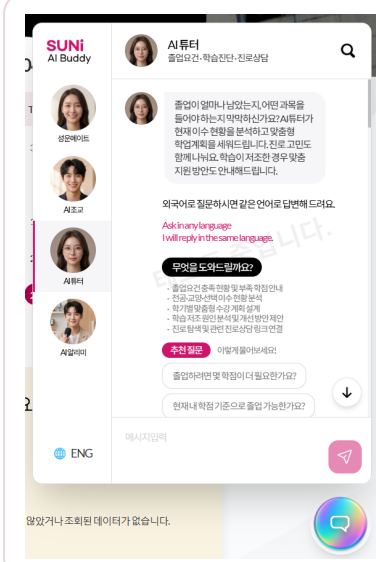 SUNi
AI Buddy
성운메이트
AI조교
AI튜터
AI알리미
ENG
AI 튜터
졸업요건·학습진단·진로상담
졸업이 얼마나 남았는지, 어떤 과목을
들어야 하는지 막막하신가요? AI튜터가
현재 이수 현황을 분석하고 맞춤형
학업계획을 세워드립니다. 진로 고민도
함께 나눠요. 학습이 저조한 경우 맞춤
지원 방안도 안내해드립니다.
외국어로 질문하시면 같은 언어로 답변해 드려요.
Ask in any language
I will reply in the same language.
무엇을 도와드릴까요?
· 졸업요건 충족 현황 및 부족 학점 안내
· 전공·교양·선택 이수 현황 분석
· 학기별 맞춤형 수강 계획 설계
· 학습 저조 원인 분석 및 개선 방안 제안
· 진로 탐색 및 관련 진로상담 링크 연결
추천 질문 이렇게 물어보세요!
졸업하려면 몇 학점이 더 필요한가요?
현재 내 학점 기준으로 졸업 가능한가요?
메시지입력
않았거나 조회된 데이터가 없습니다.